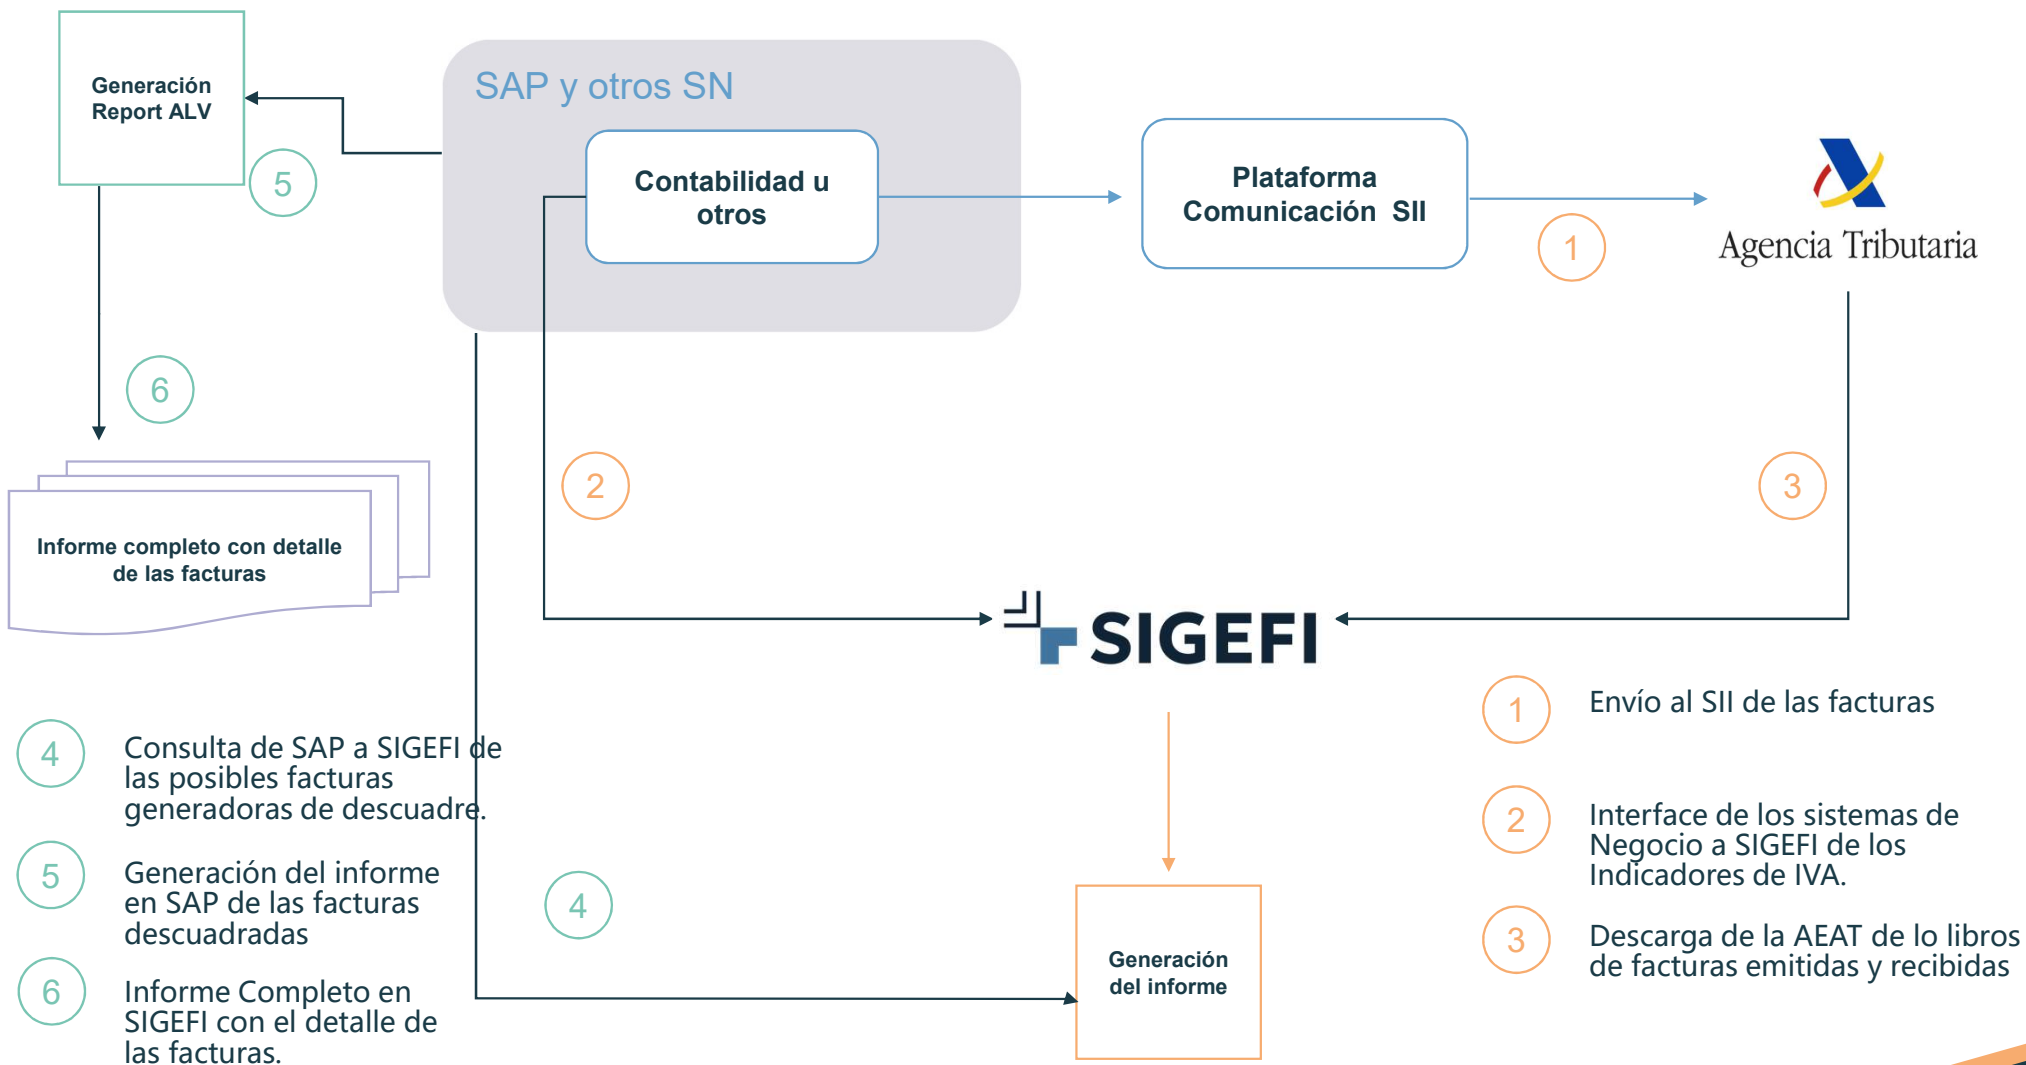 Generación
Report ALV
5
SAP y otros SN
Contabilidad u
otros
Plataforma
Comunicación SII
1
Agencia Tributaria
6
2
3
Informe completo con detalle
de las facturas
SIGEFI
4
Consulta de SAP a SIGEFI de
las posibles facturas
generadoras de descuadre.
5
Generación del informe
en SAP de las facturas
descuadradas
6
Informe Completo en
SIGEFI con el detalle de
las facturas.
4
Generación
del informe
1
Envío al SII de las facturas
2
Interface de los sistemas de
Negocio a SIGEFI de los
Indicadores de IVA.
3
Descarga de la AEAT de lo libros
de facturas emitidas y recibidas